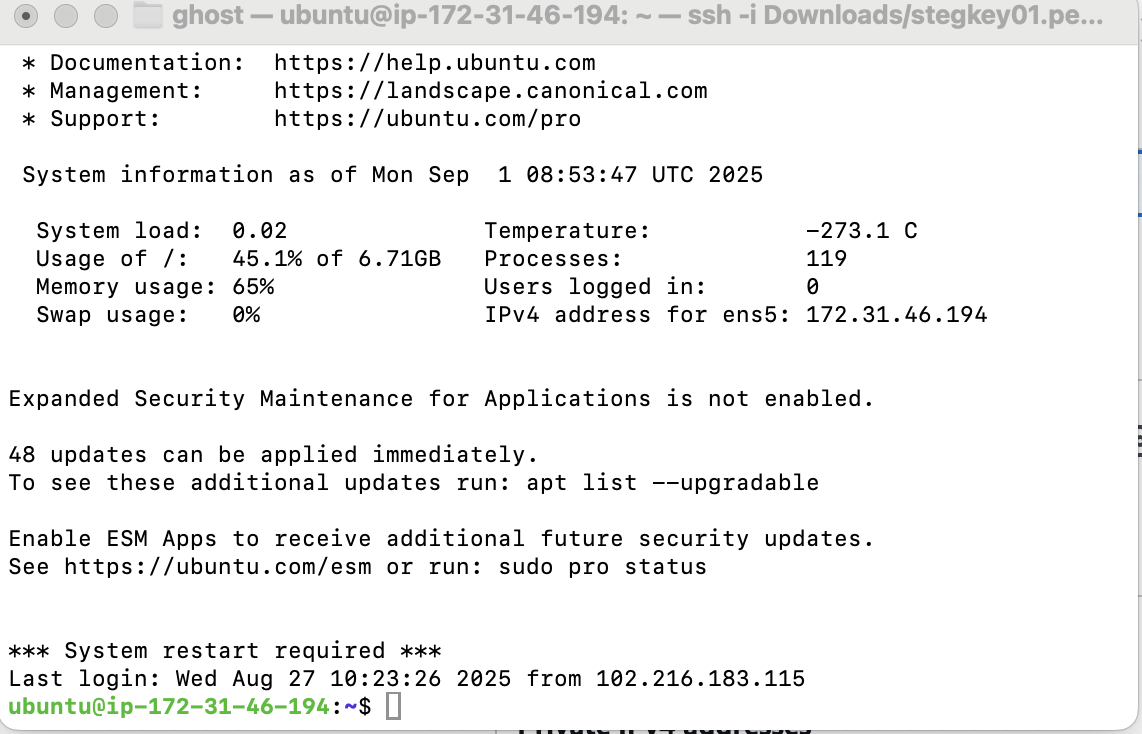 ghost — ubuntu@ip-172-31-46-194: ~ — ssh -i Downloads/stegkey01.pe...
* Documentation:  https://help.ubuntu.com
* Management:     https://landscape.canonical.com
* Support:        https://ubuntu.com/pro
System information as of Mon Sep  1 08:53:47 UTC 2025
System load:  0.02              Temperature:           -273.1 C
Usage of /:   45.1% of 6.71GB   Processes:             119
Memory usage: 65%               Users logged in:       0
Swap usage:   0%                IPv4 address for ens5: 172.31.46.194
Expanded Security Maintenance for Applications is not enabled.
48 updates can be applied immediately.
To see these additional updates run: apt list --upgradable
Enable ESM Apps to receive additional future security updates.
See https://ubuntu.com/esm or run: sudo pro status
*** System restart required ***
Last login: Wed Aug 27 10:23:26 2025 from 102.216.183.115
ubuntu@ip-172-31-46-194:~$
Private IPv4 addresses